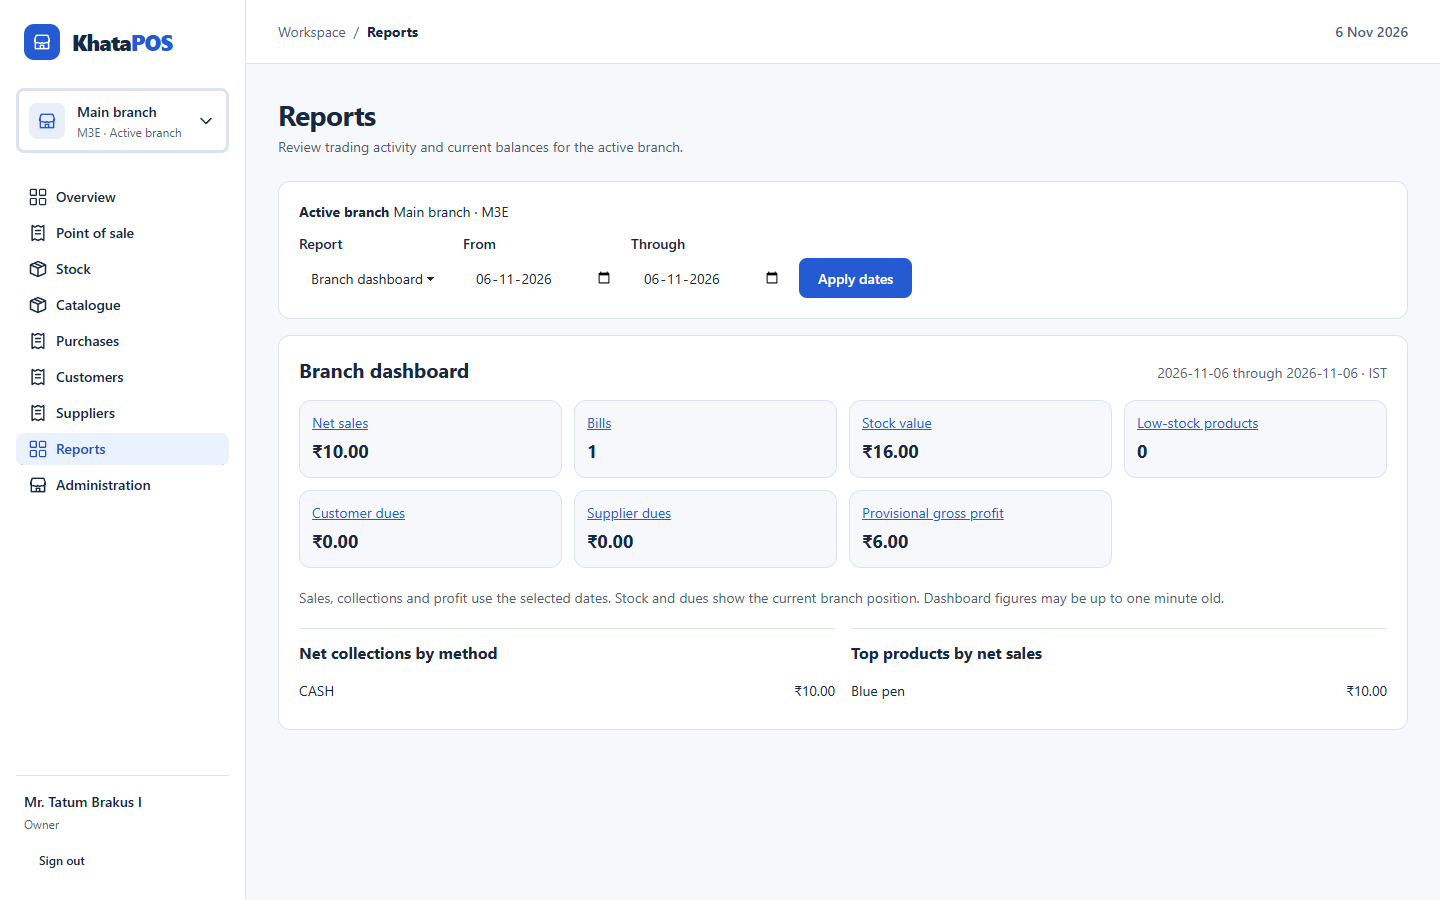 KhataPOS
Main branch
M3E · Active branch
Overview
Point of sale
Stock
Catalogue
Purchases
Customers
Suppliers
Reports
Administration
Mr. Tatum Brakus I
Owner
Sign out
Workspace / Reports
6 Nov 2026
Reports
Review trading activity and current balances for the active branch.
Active branch Main branch · M3E
Report From Through
Branch dashboard 06-11-2026 06-11-2026 Apply dates
Branch dashboard
2026-11-06 through 2026-11-06 · IST
Net sales
₹10.00
Bills
1
Stock value
₹16.00
Low-stock products
0
Customer dues
₹0.00
Supplier dues
₹0.00
Provisional gross profit
₹6.00
Sales, collections and profit use the selected dates. Stock and dues show the current branch position. Dashboard figures may be up to one minute old.
Net collections by method
CASH ₹10.00
Top products by net sales
Blue pen ₹10.00